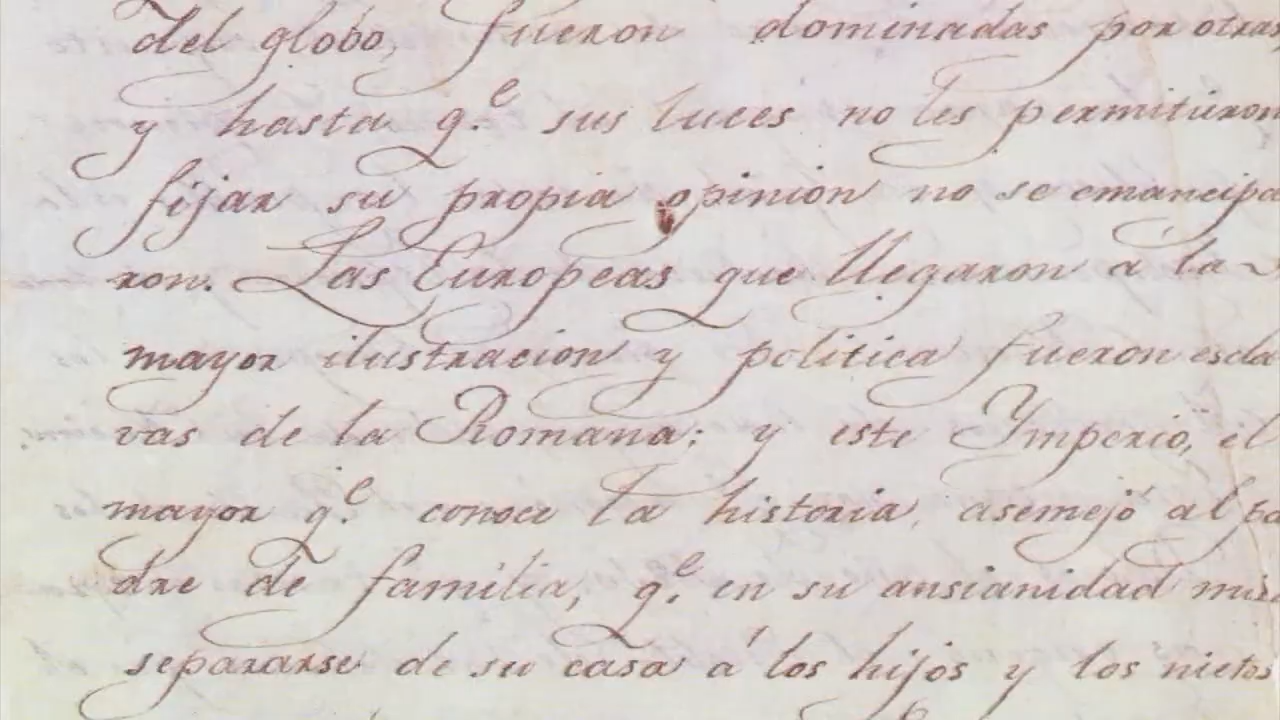 del globo, fueron dominadas por otras,
y hasta q.e sus luces no les permitieron
fijar su propia opinion no se emancipa
ron. Las Europeas que llegaron á la
mayor ilustracion y politica fueron escla
vas de la Romana; y este Ymperio, el
mayor q.e conoce la historia, asemejó al pa
dre de familia, q.e en su ansianidad mira
separarse de su casa á los hijos y los nietos